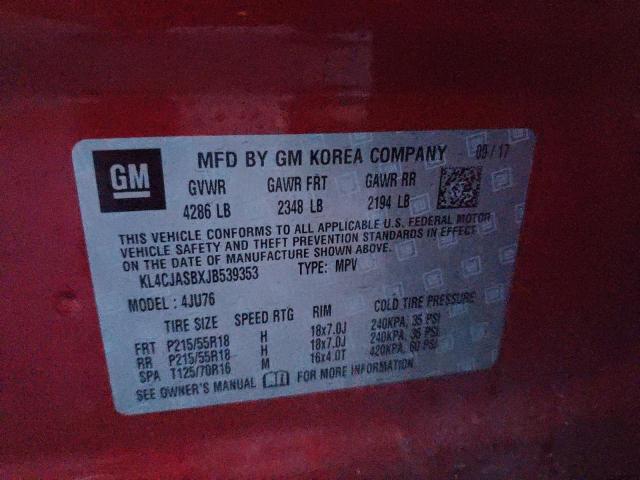 GM MFD BY GM KOREA COMPANY 09/17
GVWR GAWR FRT GAWR RR
4286 LB 2348 LB 2194 LB
THIS VEHICLE CONFORMS TO ALL APPLICABLE U.S. FEDERAL MOTOR
VEHICLE SAFETY AND THEFT PREVENTION STANDARDS IN EFFECT
ON THE DATE OF MANUFACTURE SHOWN ABOVE.
KL4CJASBXJB539353 TYPE: MPV
MODEL: 4JU76
TIRE SIZE SPEED RTG RIM COLD TIRE PRESSURE
FRT P215/55R18 H 18x7.0J 240KPA, 35 PSI
RR P215/55R18 H 18x7.0J 240KPA, 35 PSI
SPA T125/70R16 M 16x4.0T 420KPA, 60 PSI
SEE OWNER'S MANUAL FOR MORE INFORMATION